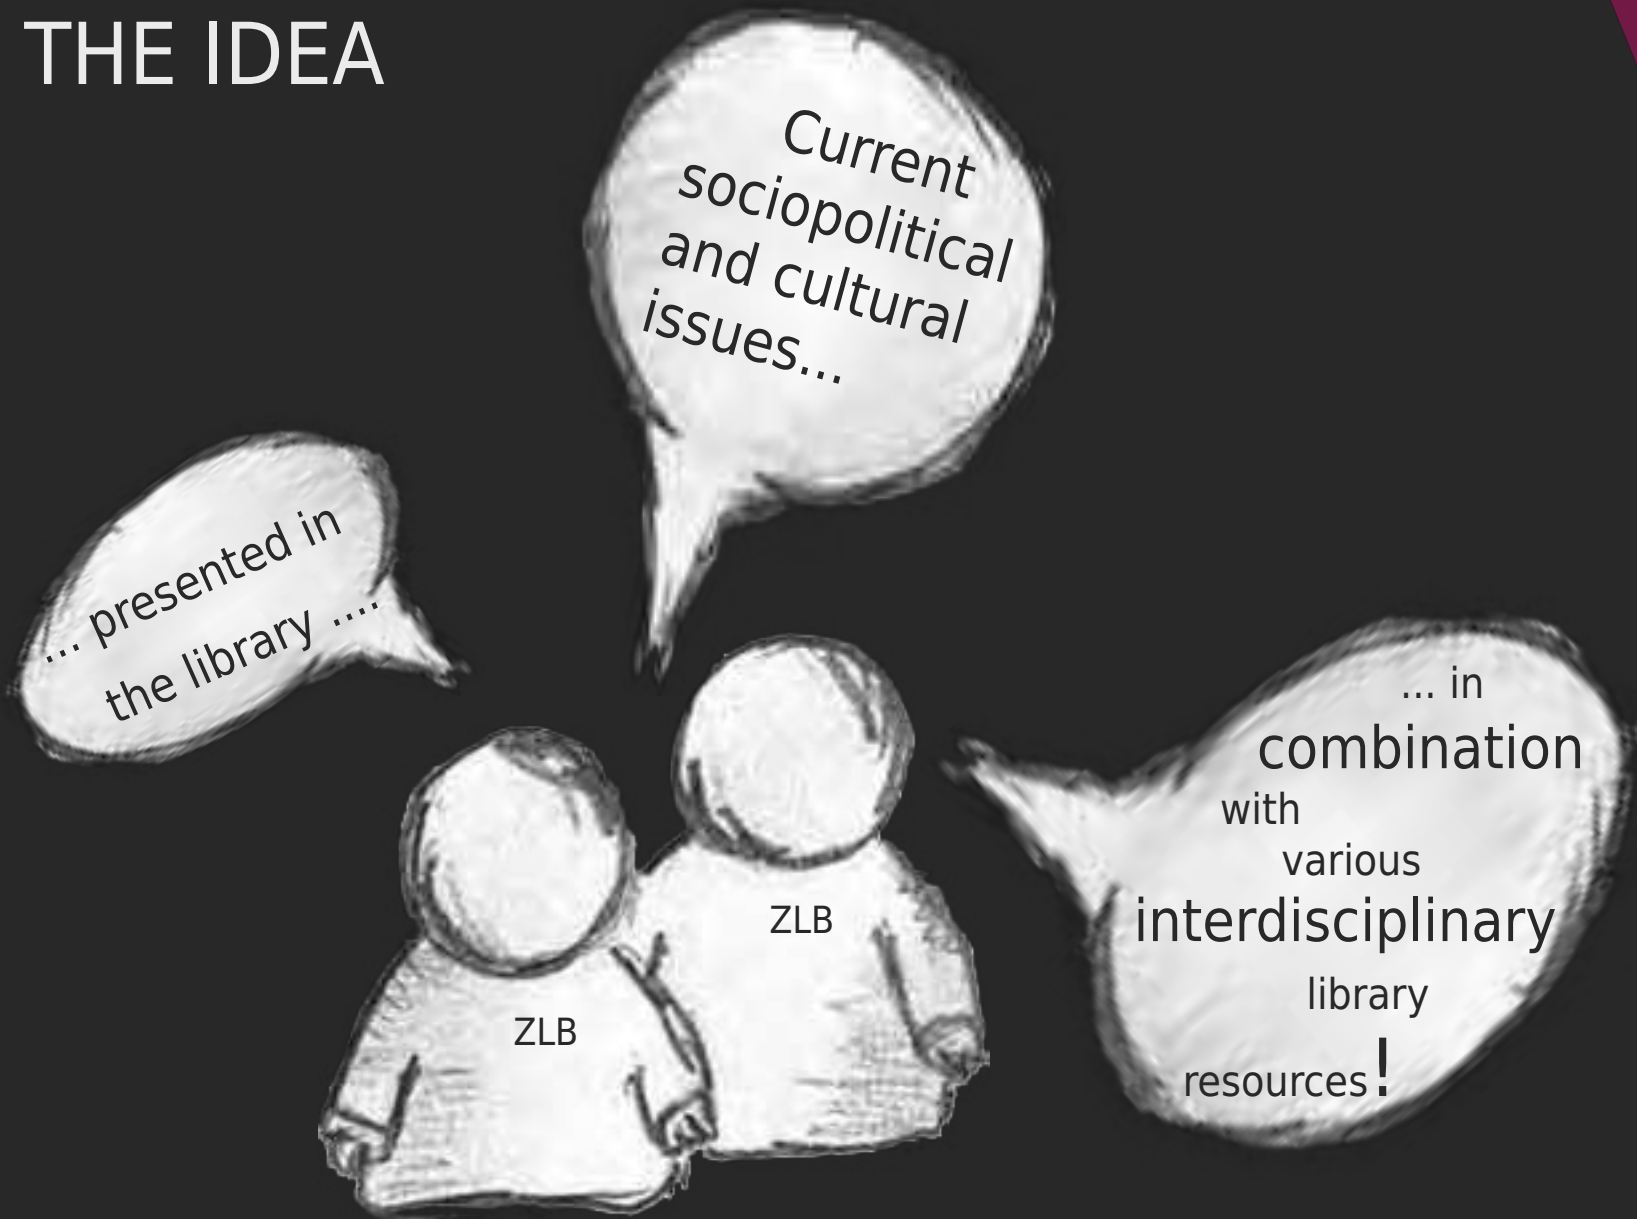 THE IDEA
Current
sociopolitical
and cultural
issues...
... presented in
the library ....
... in
combination
with
various
interdisciplinary
library
resources!
ZLB
ZLB